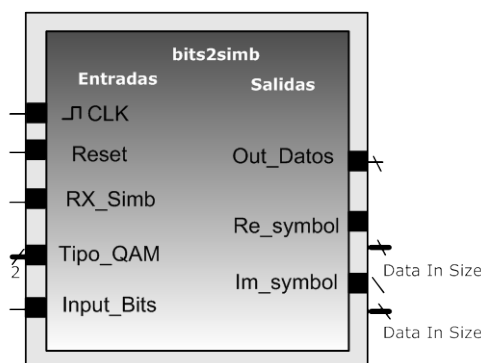 bits2simb
Entradas
Salidas
CLK
Reset
Out_Datos
RX_Simb
Re_symbol
Tipo_QAM
2
Data In Size
Im_symbol
Input_Bits
Data In Size